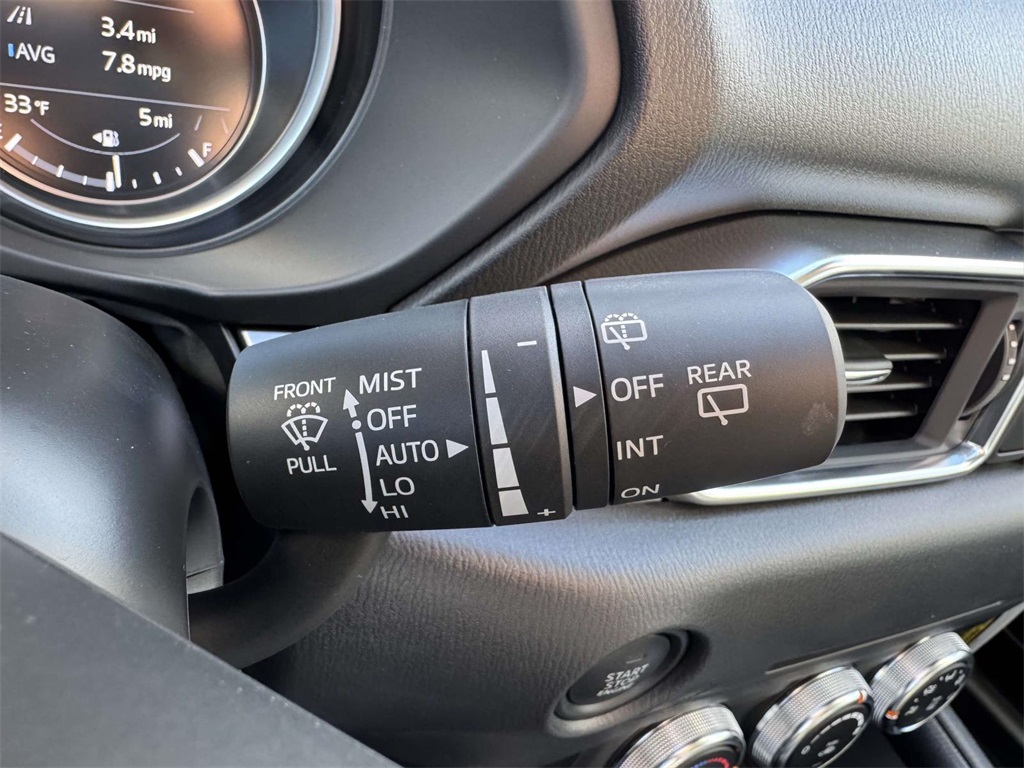 3.4mi
AVG
7.8mpg
33°F
5mi
E
F
FRONT
PULL
MIST
OFF
AUTO
LO
HI
−
+
OFF
INT
ON
REAR
START
STOP
ENGINE